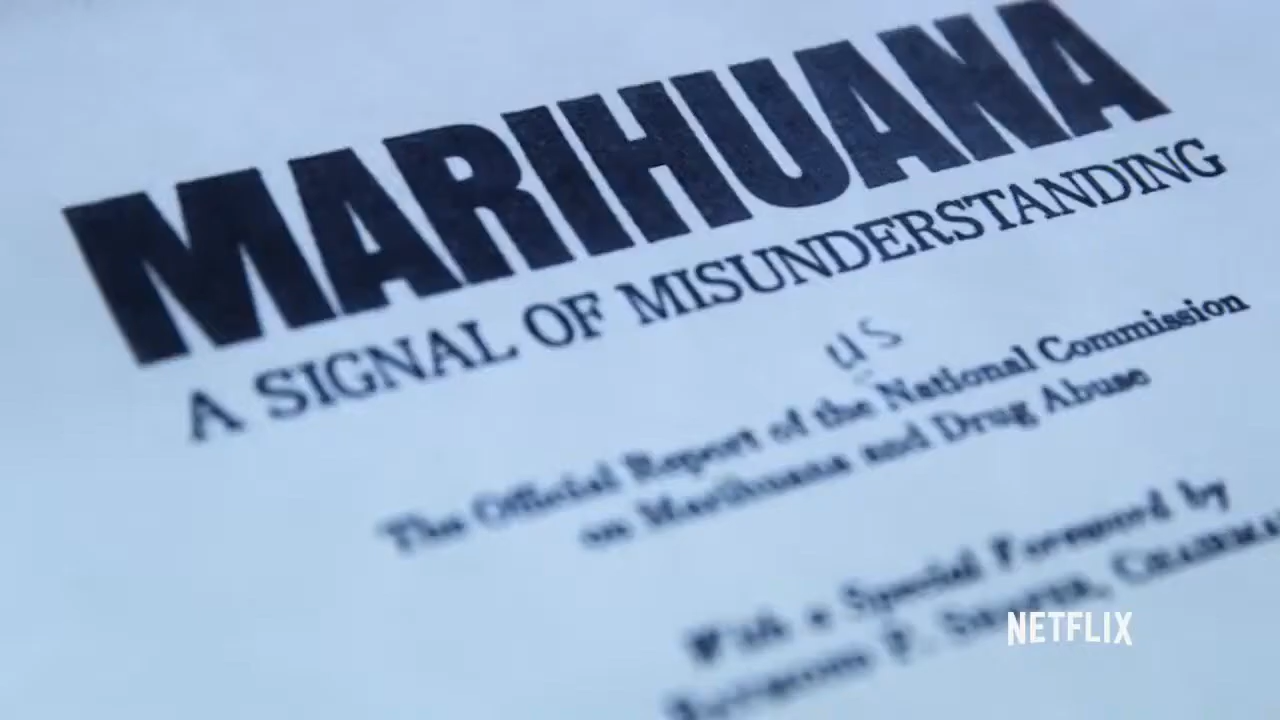 MARIHUANA
A SIGNAL OF MISUNDERSTANDING
us
The Official Report of the National Commission
on Marihuana and Drug Abuse
With a Special Foreword by
P. CHAIRMA
NETFLIX